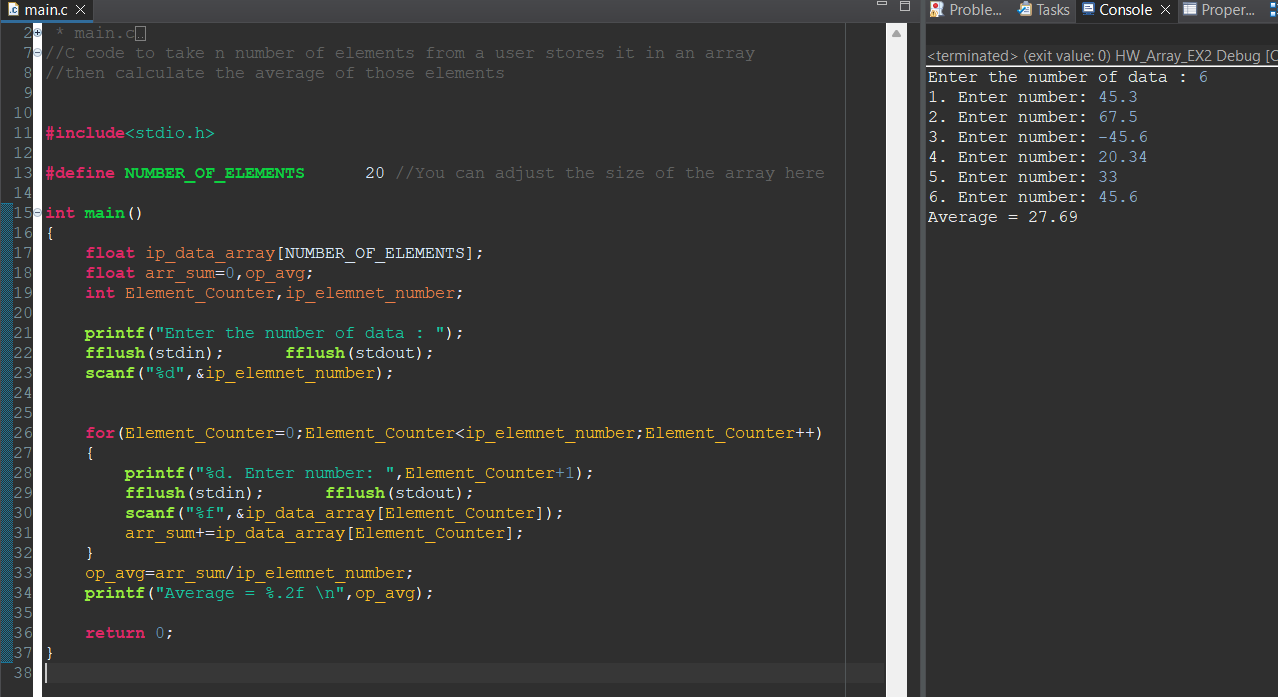 main.c
2 * main.c
7 //C code to take n number of elements from a user stores it in an array
8 //then calculate the average of those elements
9
10
11 #include<stdio.h>
12
13 #define NUMBER_OF_ELEMENTS      20 //You can adjust the size of the array here
14
15 int main()
16 {
17     float ip_data_array[NUMBER_OF_ELEMENTS];
18     float arr_sum=0,op_avg;
19     int Element_Counter,ip_elemnet_number;
20
21     printf("Enter the number of data : ");
22     fflush(stdin);      fflush(stdout);
23     scanf("%d",&ip_elemnet_number);
24
25
26     for(Element_Counter=0;Element_Counter<ip_elemnet_number;Element_Counter++)
27     {
28         printf("%d. Enter number: ",Element_Counter+1);
29         fflush(stdin);      fflush(stdout);
30         scanf("%f",&ip_data_array[Element_Counter]);
31         arr_sum+=ip_data_array[Element_Counter];
32     }
33     op_avg=arr_sum/ip_elemnet_number;
34     printf("Average = %.2f \n",op_avg);
35
36     return 0;
37 }
38
Proble... Tasks Console Proper...
<terminated> (exit value: 0) HW_Array_EX2 Debug [C
Enter the number of data : 6
1. Enter number: 45.3
2. Enter number: 67.5
3. Enter number: -45.6
4. Enter number: 20.34
5. Enter number: 33
6. Enter number: 45.6
Average = 27.69